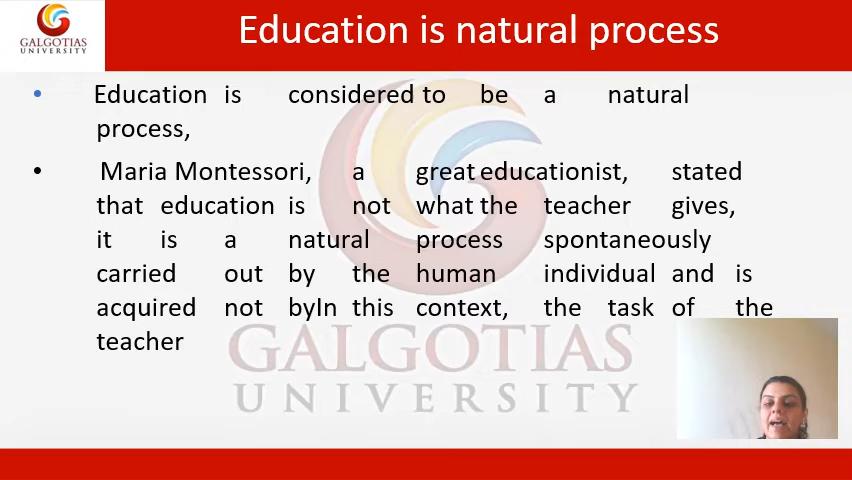 GALGOTIAS
UNIVERSITY
Education is natural process
Education is considered to be a natural
process,
Maria Montessori, a great educationist, stated
that education is not what the teacher gives,
it is a natural process spontaneously
carried out by the human individual and is
acquired not byIn this context, the task of the
teacher
GALGOTIAS
UNIVERSITY